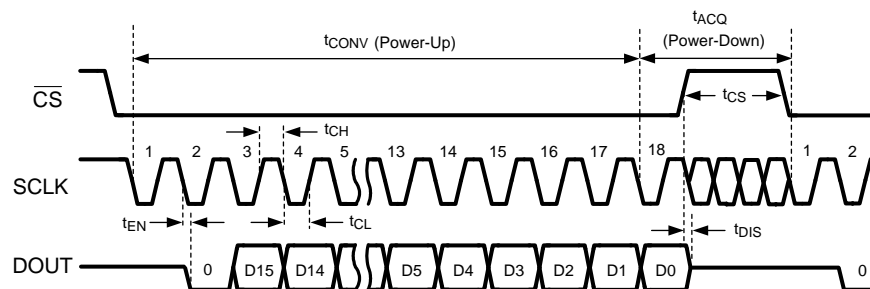 tACQ
tCONV (Power-Up) (Power-Down)
CS
tCS
tCH
1 2 3 4 5 13 14 15 16 17 18 1 2
SCLK
tEN tCL tDIS
DOUT 0 D15 D14 D5 D4 D3 D2 D1 D0 0